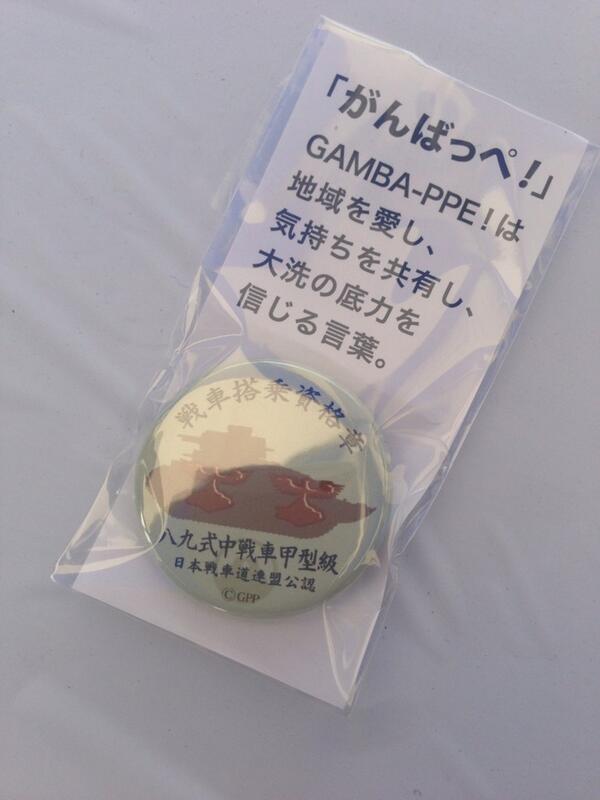 「がんばっぺ!」
GAMBA-PPE!は
地域を愛し、
気持ちを共有し、
大洗の底力を
信じる言葉。
戦車搭乗資格章
八九式中戦車甲型級
日本戦車道連盟公認
©GPP